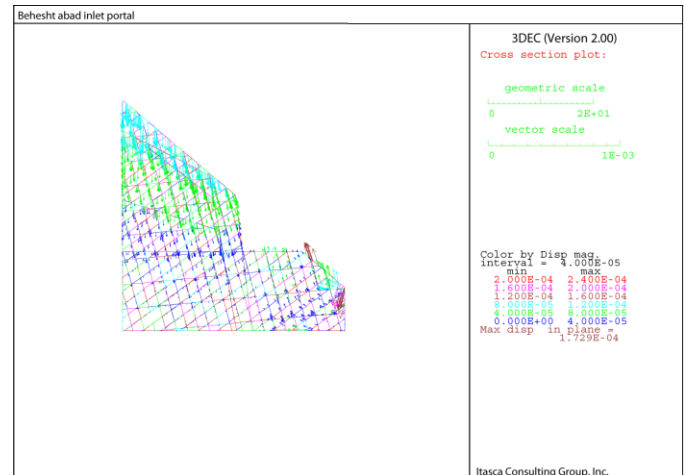 Behesht abad inlet portal
3DEC (Version 2.00)
Cross section plot:
geometric scale
0 2E+01
vector scale
0 1E-03
Color by Disp mag.
interval = 4.000E-05
min max
2.000E-04 2.400E-04
1.600E-04 2.000E-04
1.200E-04 1.600E-04
8.000E-05 1.200E-04
4.000E-05 8.000E-05
0.000E+00 4.000E-05
Max disp in plane =
1.729E-04
Itasca Consulting Group, Inc.